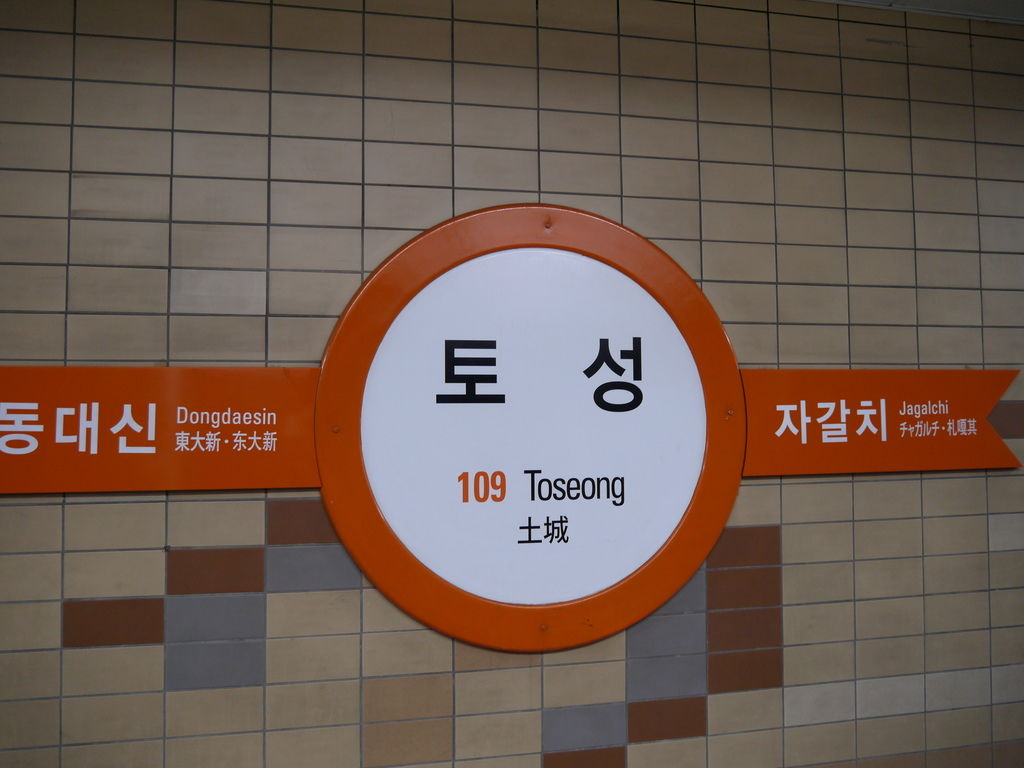 동대신
Dongdaesin
東大新·东大新
토 성
109 Toseong
土城
자갈치
Jagalchi
チャガルチ·札嘎其